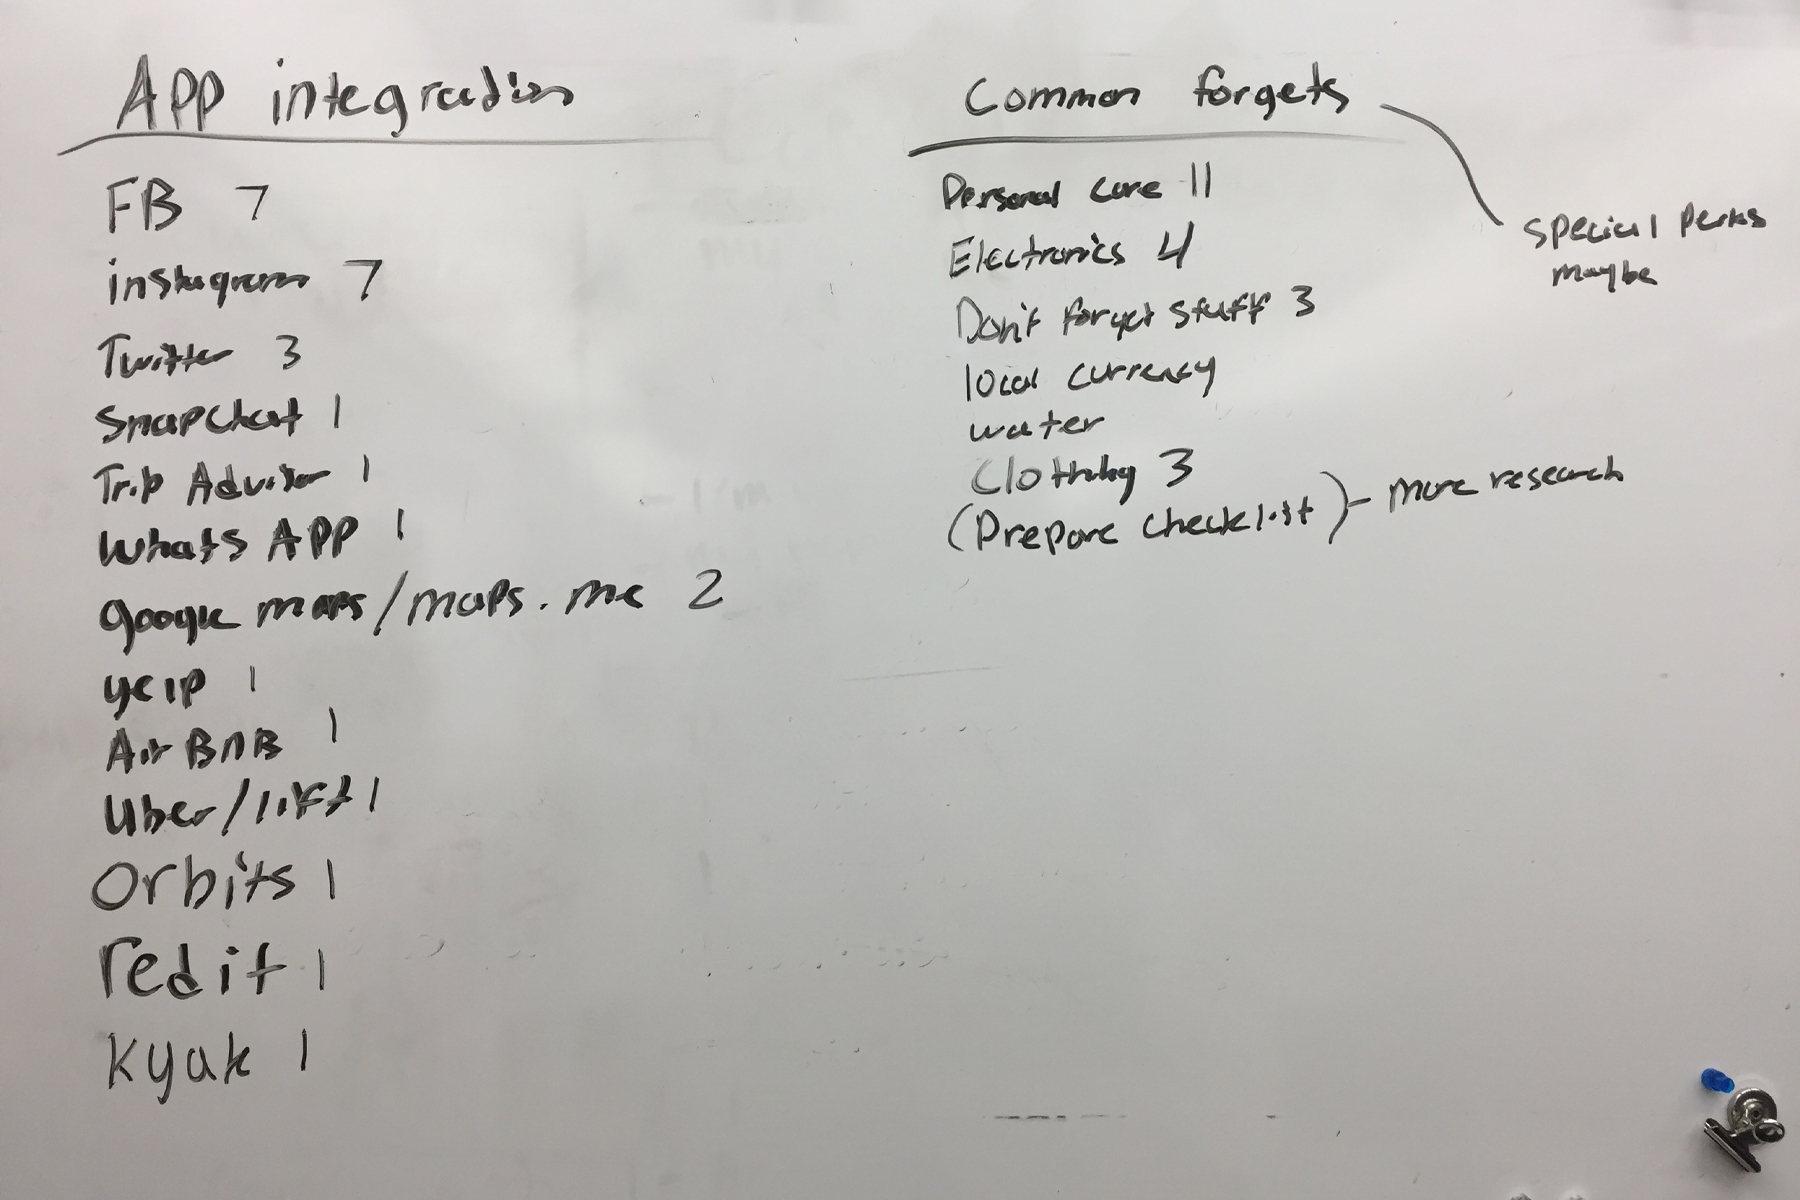 App integration
FB 7
instagram 7
Twitter 3
Snapchat 1
Trip Advisor 1
Whats APP 1
google maps/maps.me 2
yelp 1
Air BnB 1
Uber/lift 1
Orbits 1
redit 1
Kyak 1
Common forgets
special perks
maybe
Personal care 11
Electronics 4
Don't forget stuff 3
local currency
water
Clothing 3
(Prepare checklist) - more research